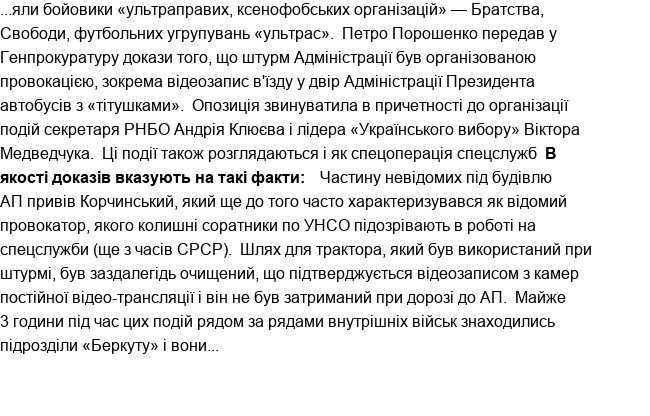 ...яли бойовики «ультраправих, ксенофобських організацій» — Братства,
Свободи, футбольних угрупувань «ультрас».  Петро Порошенко передав у
Генпрокуратуру докази того, що штурм Адміністрації був організованою
провокацією, зокрема відеозапис в'їзду у двір Адміністрації Президента
автобусів з «тітушками».  Опозиція звинуватила в причетності до організації
подій секретаря РНБО Андрія Клюєва і лідера «Українського вибору» Віктора
Медведчука.  Ці події також розглядаються і як спецоперація спецслужб  В
якості доказів вказують на такі факти:   Частину невідомих під будівлю
АП привів Корчинський, який ще до того часто характеризувався як відомий
провокатор, якого колишні соратники по УНСО підозрівають в роботі на
спецслужби (ще з часів СРСР).  Шлях для трактора, який був використаний при
штурмі, був заздалегідь очищений, що підтверджується відеозаписом з камер
постійної відео-трансляції і він не був затриманий при дорозі до АП.  Майже
3 години під час цих подій рядом за рядами внутрішніх військ знаходились
підрозділи «Беркуту» і вони...